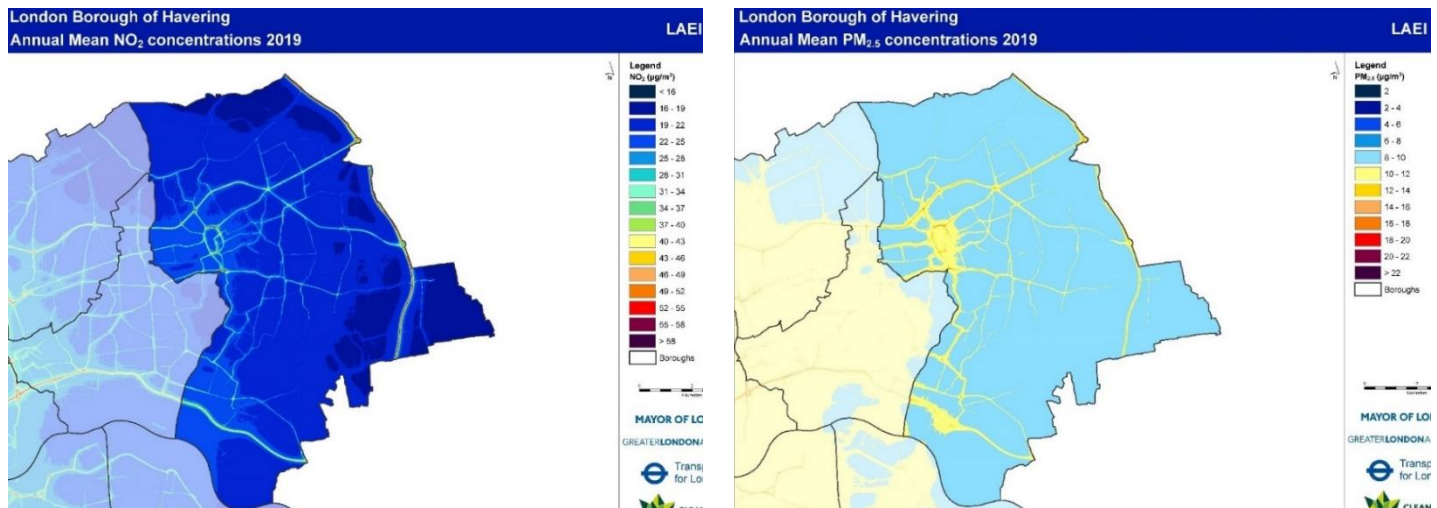 London Borough of Havering
Annual Mean NO₂ concentrations 2019
LAEI
Legend
NO₂ (µg/m³)
< 16
16 - 19
19 - 22
22 - 25
25 - 28
28 - 31
31 - 34
34 - 37
37 - 40
40 - 43
43 - 46
46 - 49
49 - 52
52 - 55
55 - 58
> 58
Boroughs
MAYOR OF LO
GREATERLONDONA
Transp
for Lo
CLEAN
London Borough of Havering
Annual Mean PM₂.₅ concentrations 2019
LAEI
Legend
PM₂.₅ (µg/m³)
2
2 - 4
4 - 6
6 - 8
8 - 10
10 - 12
12 - 14
14 - 16
16 - 18
18 - 20
20 - 22
> 22
Boroughs
MAYOR OF LO
GREATERLONDONA
Transp
for Lon
CLEAN